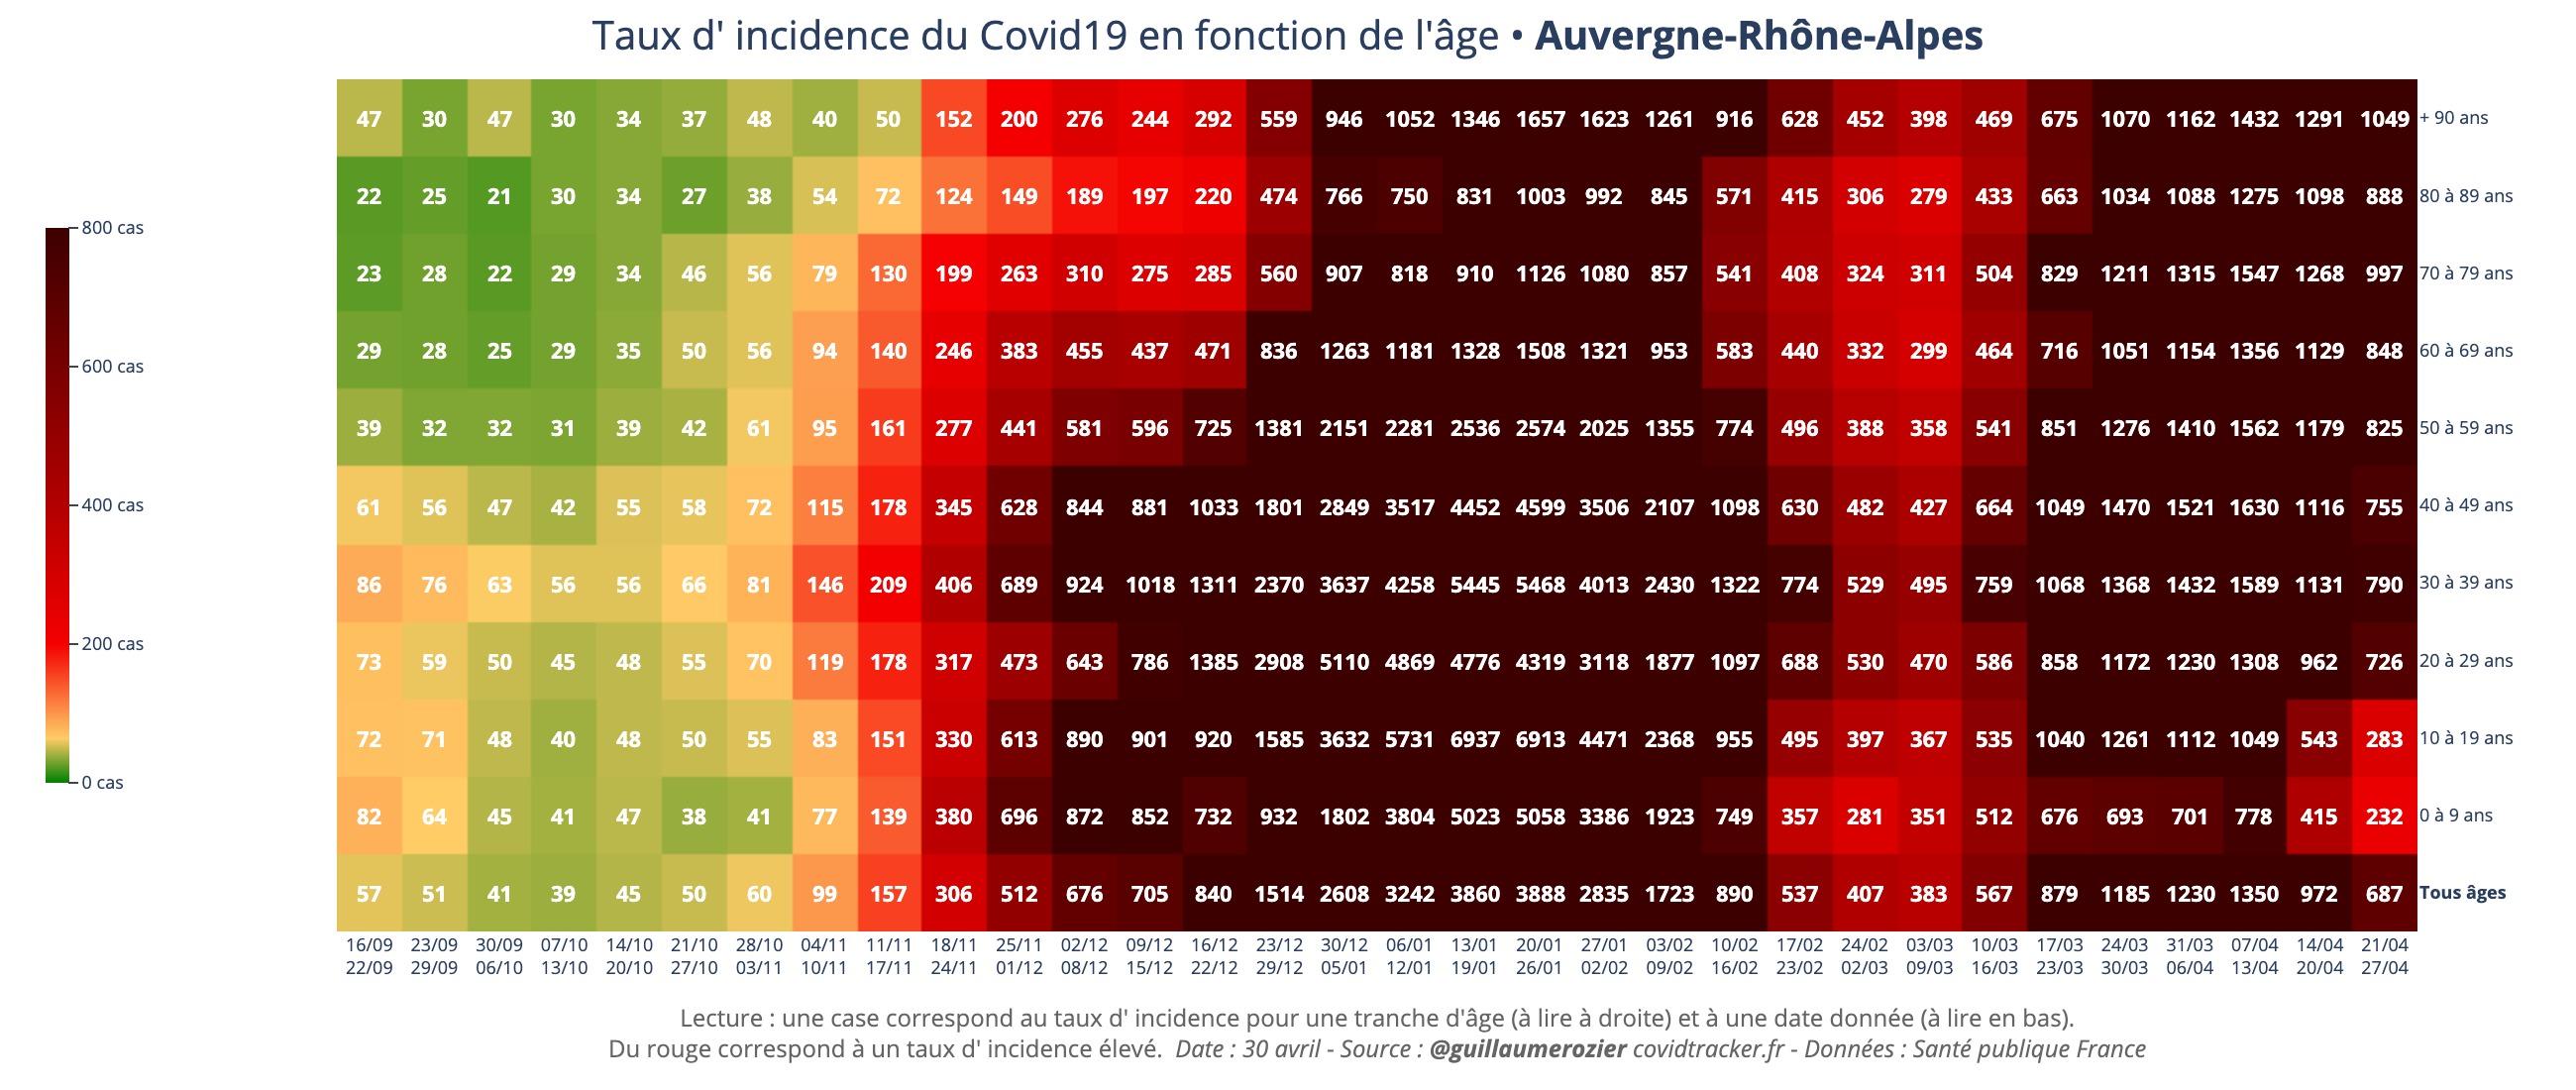 Taux d' incidence du Covid19 en fonction de l'âge • Auvergne-Rhône-Alpes
800 cas
600 cas
400 cas
200 cas
0 cas
47 30 47 30 34 37 48 40 50 152 200 276 244 292 559 946 1052 1346 1657 1623 1261 916 628 452 398 469 675 1070 1162 1432 1291 1049 + 90 ans
22 25 21 30 34 27 38 54 72 124 149 189 197 220 474 766 750 831 1003 992 845 571 415 306 279 433 663 1034 1088 1275 1098 888 80 à 89 ans
23 28 22 29 34 46 56 79 130 199 263 310 275 285 560 907 818 910 1126 1080 857 541 408 324 311 504 829 1211 1315 1547 1268 997 70 à 79 ans
29 28 25 29 35 50 56 94 140 246 383 455 437 471 836 1263 1181 1328 1508 1321 953 583 440 332 299 464 716 1051 1154 1356 1129 848 60 à 69 ans
39 32 32 31 39 42 61 95 161 277 441 581 596 725 1381 2151 2281 2536 2574 2025 1355 774 496 388 358 541 851 1276 1410 1562 1179 825 50 à 59 ans
61 56 47 42 55 58 72 115 178 345 628 844 881 1033 1801 2849 3517 4452 4599 3506 2107 1098 630 482 427 664 1049 1470 1521 1630 1116 755 40 à 49 ans
86 76 63 56 56 66 81 146 209 406 689 924 1018 1311 2370 3637 4258 5445 5468 4013 2430 1322 774 529 495 759 1068 1368 1432 1589 1131 790 30 à 39 ans
73 59 50 45 48 55 70 119 178 317 473 643 786 1385 2908 5110 4869 4776 4319 3118 1877 1097 688 530 470 586 858 1172 1230 1308 962 726 20 à 29 ans
72 71 48 40 48 50 55 83 151 330 613 890 901 920 1585 3632 5731 6937 6913 4471 2368 955 495 397 367 535 1040 1261 1112 1049 543 283 10 à 19 ans
82 64 45 41 47 38 41 77 139 380 696 872 852 732 932 1802 3804 5023 5058 3386 1923 749 357 281 351 512 676 693 701 778 415 232 0 à 9 ans
57 51 41 39 45 50 60 99 157 306 512 676 705 840 1514 2608 3242 3860 3888 2835 1723 890 537 407 383 567 879 1185 1230 1350 972 687 Tous âges
16/09 23/09 30/09 07/10 14/10 21/10 28/10 04/11 11/11 18/11 25/11 02/12 09/12 16/12 23/12 30/12 06/01 13/01 20/01 27/01 03/02 10/02 17/02 24/02 03/03 10/03 17/03 24/03 31/03 07/04 14/04 21/04
22/09 29/09 06/10 13/10 20/10 27/10 03/11 10/11 17/11 24/11 01/12 08/12 15/12 22/12 29/12 05/01 12/01 19/01 26/01 02/02 09/02 16/02 23/02 02/03 09/03 16/03 23/03 30/03 06/04 13/04 20/04 27/04
Lecture : une case correspond au taux d' incidence pour une tranche d'âge (à lire à droite) et à une date donnée (à lire en bas).
Du rouge correspond à un taux d' incidence élevé. Date : 30 avril - Source : @guillaumerozier covidtracker.fr - Données : Santé publique France